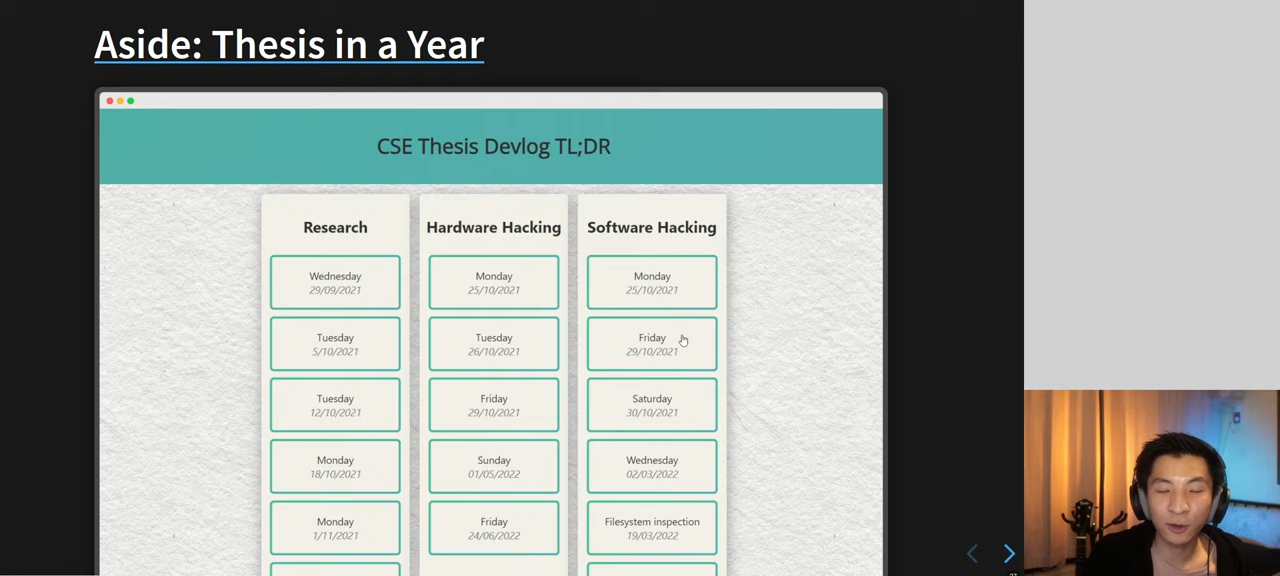 Aside: Thesis in a Year
CSE Thesis Devlog TL;DR
Research
Wednesday
29/09/2021
Tuesday
5/10/2021
Tuesday
12/10/2021
Monday
18/10/2021
Monday
1/11/2021
Hardware Hacking
Monday
25/10/2021
Tuesday
26/10/2021
Friday
29/10/2021
Sunday
01/05/2022
Friday
24/06/2022
Software Hacking
Monday
25/10/2021
Friday
29/10/2021
Saturday
30/10/2021
Wednesday
02/03/2022
Filesystem inspection
19/03/2022